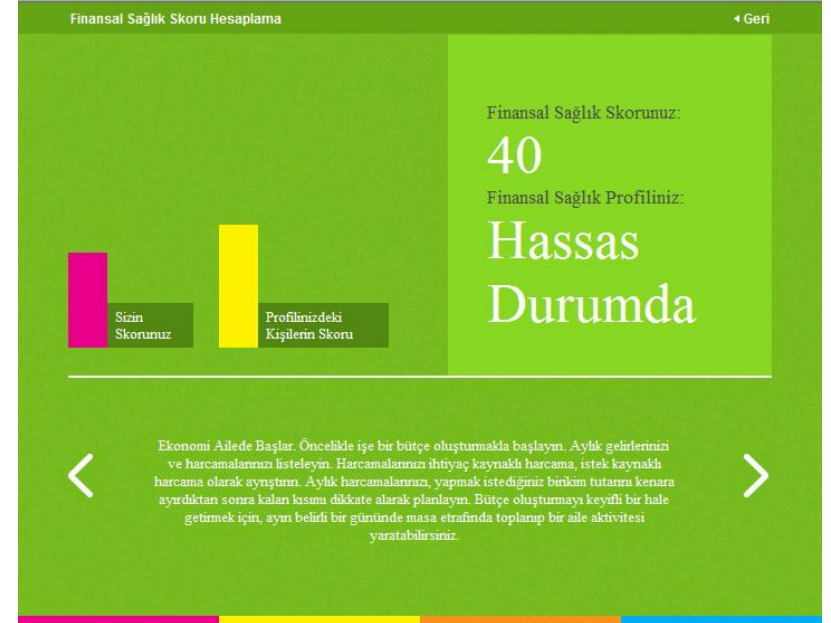 Finansal Sağlık Skoru Hesaplama
Geri
Finansal Sağlık Skorunuz:
40
Finansal Sağlık Profiliniz:
Hassas
Durumda
Sizin
Skorunuz
Profilinizdeki
Kişilerin Skoru
Ekonomi Ailede Başlar. Öncelikle işe bir bütçe oluşturmakla başlayın. Aylık gelirlerinizi
ve harcamalarınızı listeleyin. Harcamalarınızı ihtiyaç kaynaklı harcama, istek kaynaklı
harcama olarak ayrıştırın. Aylık harcamalarınızı, yapmak istediğiniz birikim tutarını kenara
ayırdıktan sonra kalan kısımı dikkate alarak planlayın. Bütçe oluşturmayı keyifli bir hale
getirmek için, ayın belirli bir gününde masa etrafında toplanıp bir aile aktivitesi
yaratabilirsiniz.